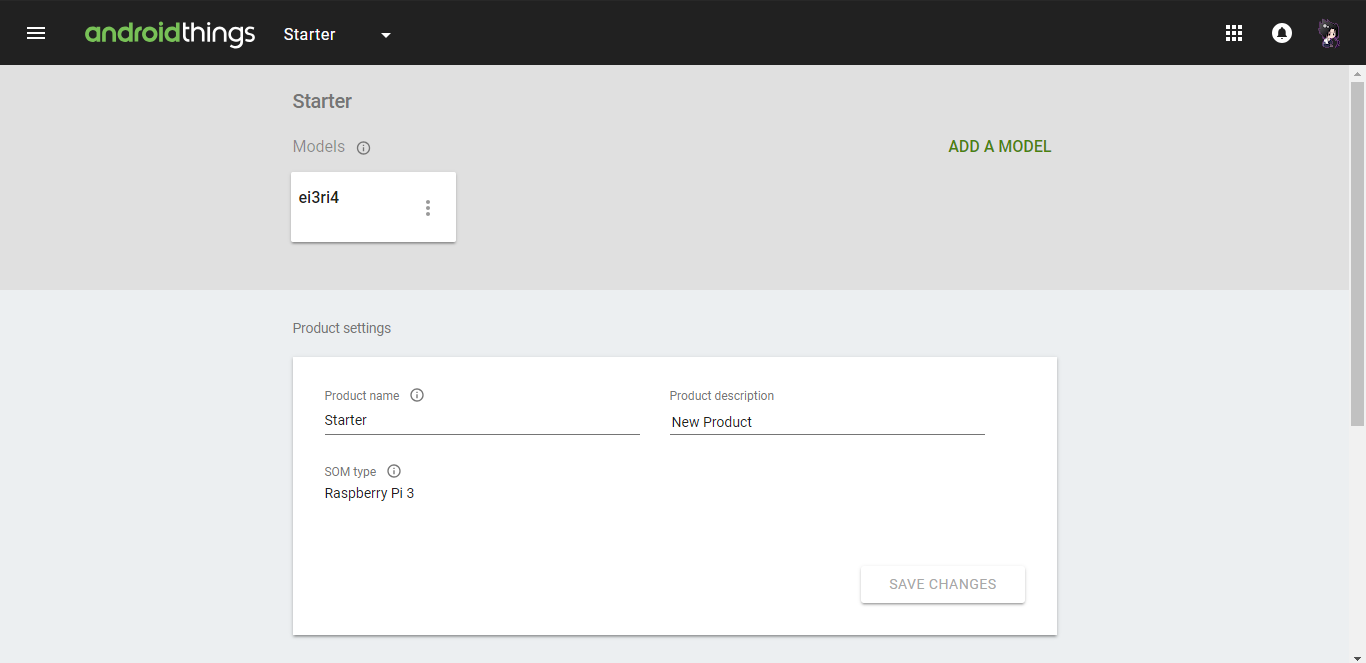 androidthings Starter
Starter
Models
ADD A MODEL
ei3ri4
Product settings
Product name
Product description
Starter
New Product
SOM type
Raspberry Pi 3
SAVE CHANGES